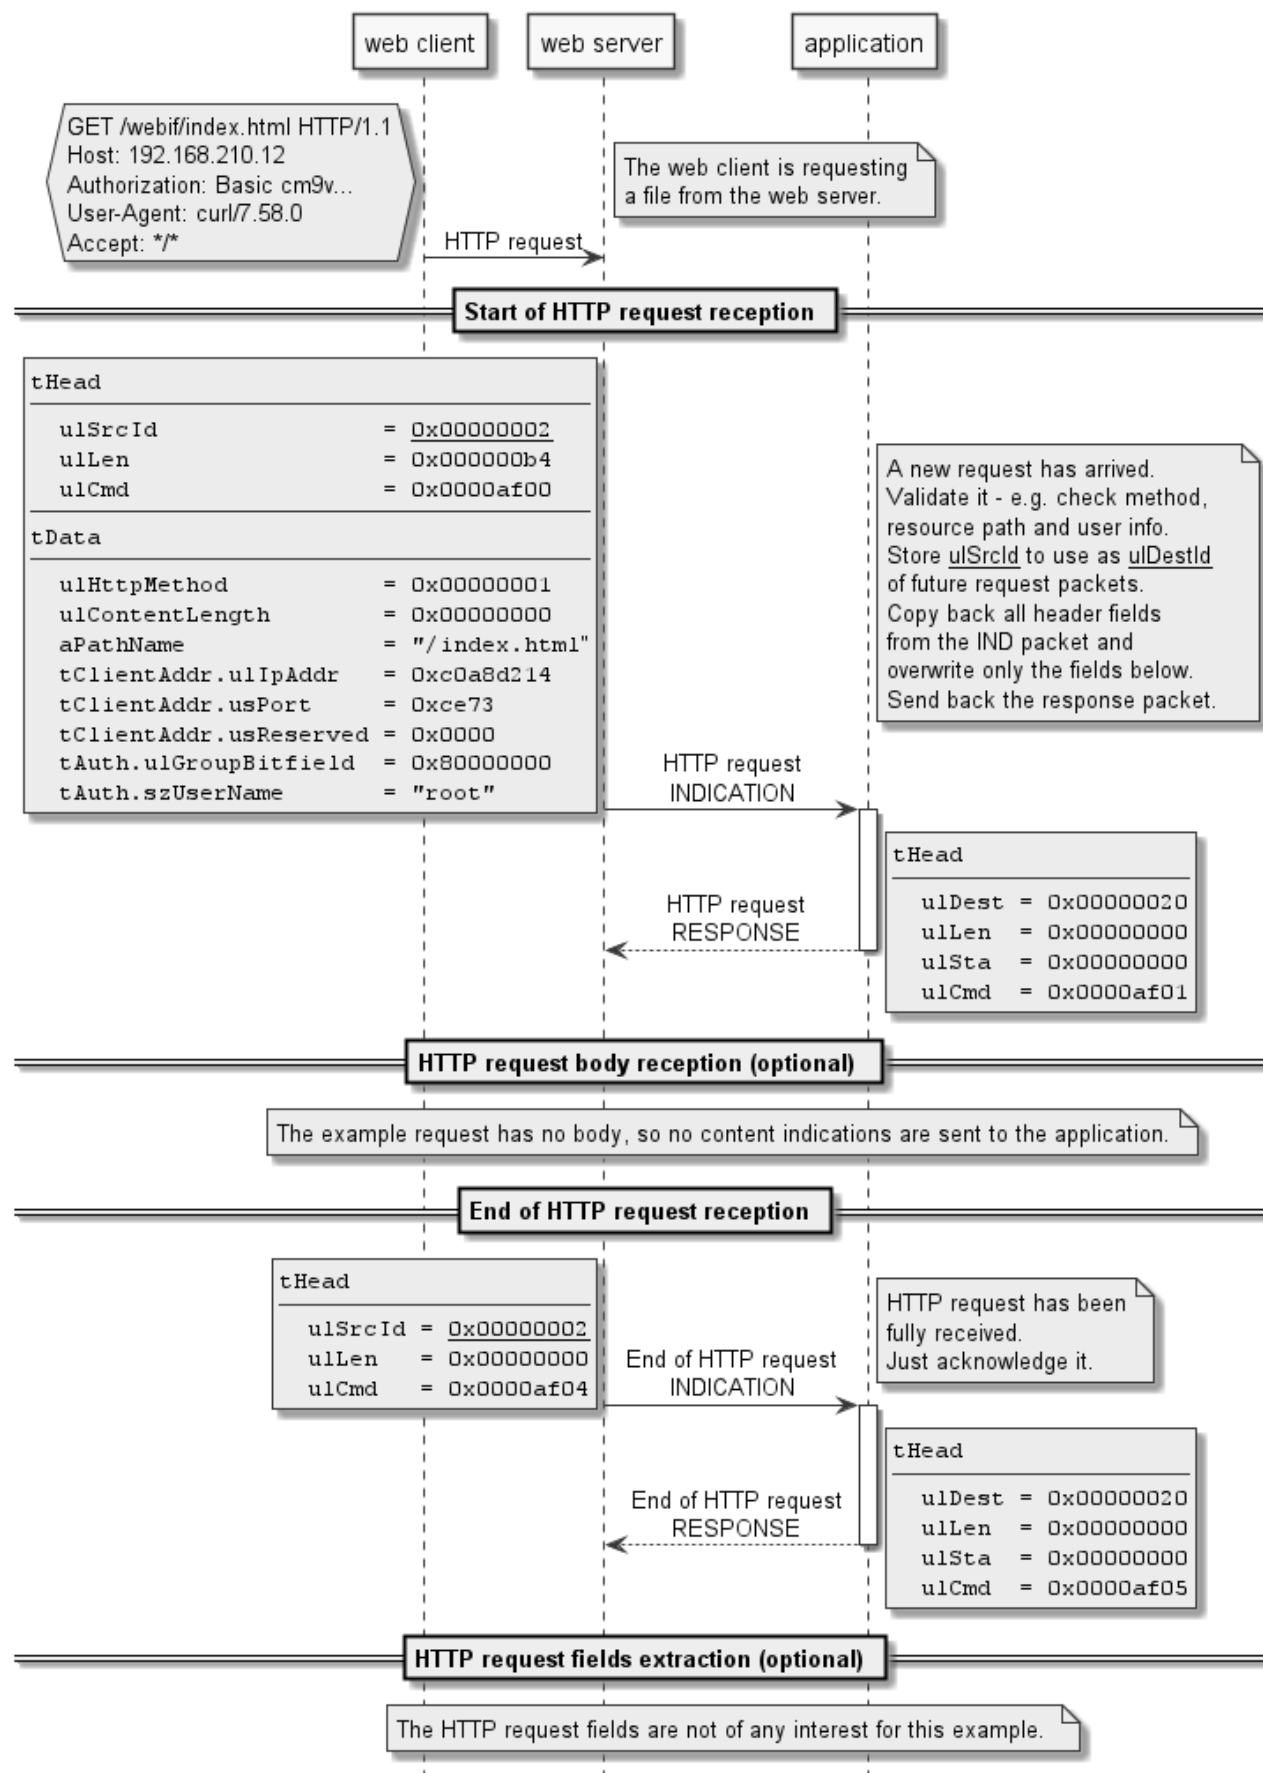 web client
web server
application
GET /webif/index.html HTTP/1.1
Host: 192.168.210.12
Authorization: Basic cm9v...
User-Agent: curl/7.58.0
Accept: */*
The web client is requesting
a file from the web server.
HTTP request
Start of HTTP request reception
tHead
ulSrcId = 0x00000002
ulLen = 0x000000b4
ulCmd = 0x0000af00
tData
ulHttpMethod = 0x00000001
ulContentLength = 0x00000000
aPathName = "/index.html"
tClientAddr.ulIpAddr = 0xc0a8d214
tClientAddr.usPort = 0xce73
tClientAddr.usReserved = 0x0000
tAuth.ulGroupBitfield = 0x80000000
tAuth.szUserName = "root"
A new request has arrived.
Validate it - e.g. check method,
resource path and user info.
Store ulSrcId to use as ulDestId
of future request packets.
Copy back all header fields
from the IND packet and
overwrite only the fields below.
Send back the response packet.
HTTP request
INDICATION
tHead
ulDest = 0x00000020
ulLen = 0x00000000
ulSta = 0x00000000
ulCmd = 0x0000af01
HTTP request
RESPONSE
HTTP request body reception (optional)
The example request has no body, so no content indications are sent to the application.
End of HTTP request reception
tHead
ulSrcId = 0x00000002
ulLen = 0x00000000
ulCmd = 0x0000af04
HTTP request has been
fully received.
Just acknowledge it.
End of HTTP request
INDICATION
tHead
ulDest = 0x00000020
ulLen = 0x00000000
ulSta = 0x00000000
ulCmd = 0x0000af05
End of HTTP request
RESPONSE
HTTP request fields extraction (optional)
The HTTP request fields are not of any interest for this example.